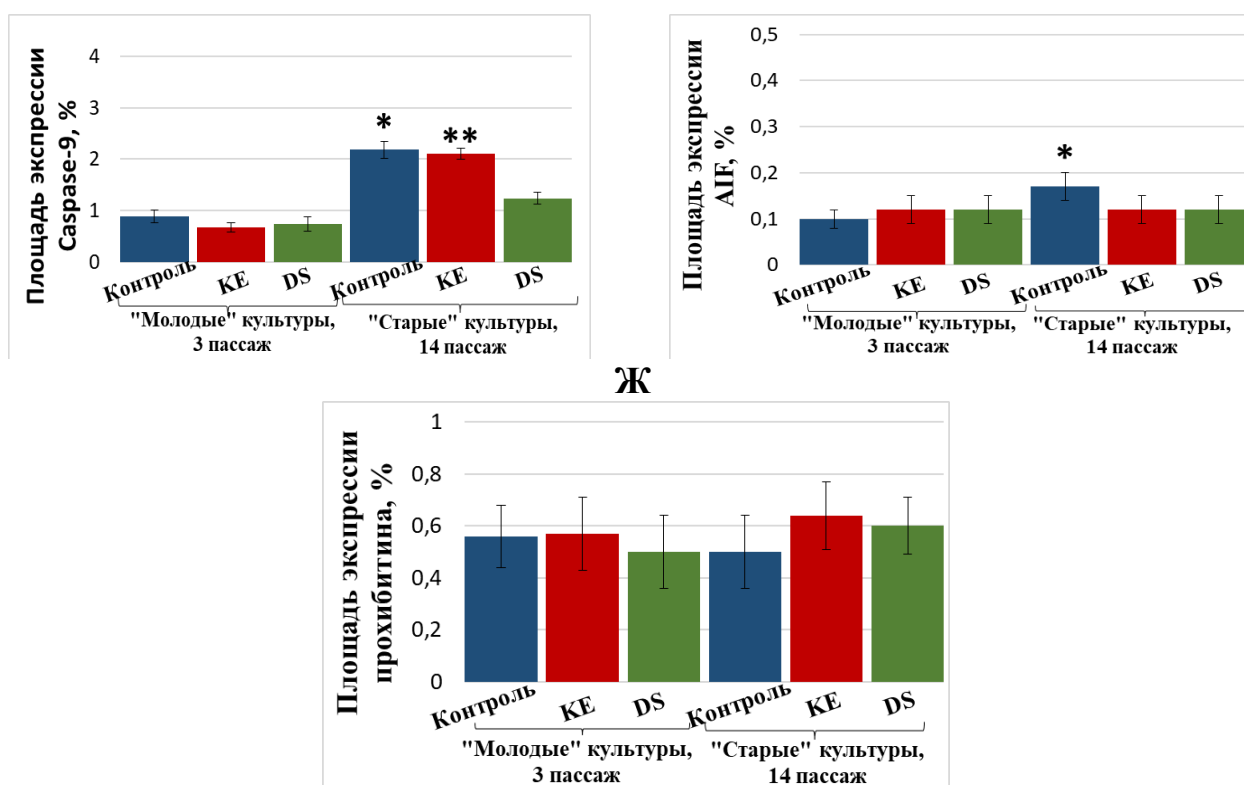 Площадь экспрессии
Caspase-9, %
4
3
2
1
0
*
**
Контроль
KE
DS
Контроль
KE
DS
"Молодые" культуры,
3 пассаж
"Старые" культуры,
14 пассаж
Площадь экспрессии
AIF, %
0,5
0,4
0,3
0,2
0,1
0
*
Контроль
KE
DS
Контроль
KE
DS
"Молодые" культуры,
3 пассаж
"Старые" культуры,
14 пассаж
Ж
Площадь экспрессии
прохибитина, %
1
0,8
0,6
0,4
0,2
0
Контроль
KE
DS
Контроль
KE
DS
"Молодые" культуры,
3 пассаж
"Старые" культуры,
14 пассаж